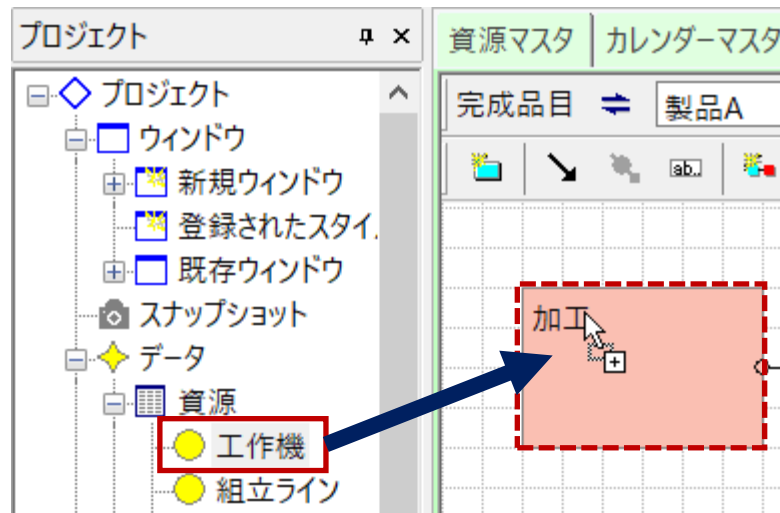 プロジェクト
プロジェクト
ウィンドウ
新規ウィンドウ
登録されたスタイ
既存ウィンドウ
スナップショット
データ
資源
工作機
組立ライン
資源マスタ
カレンダーマスタ
完成品目
製品A
ab..
加工